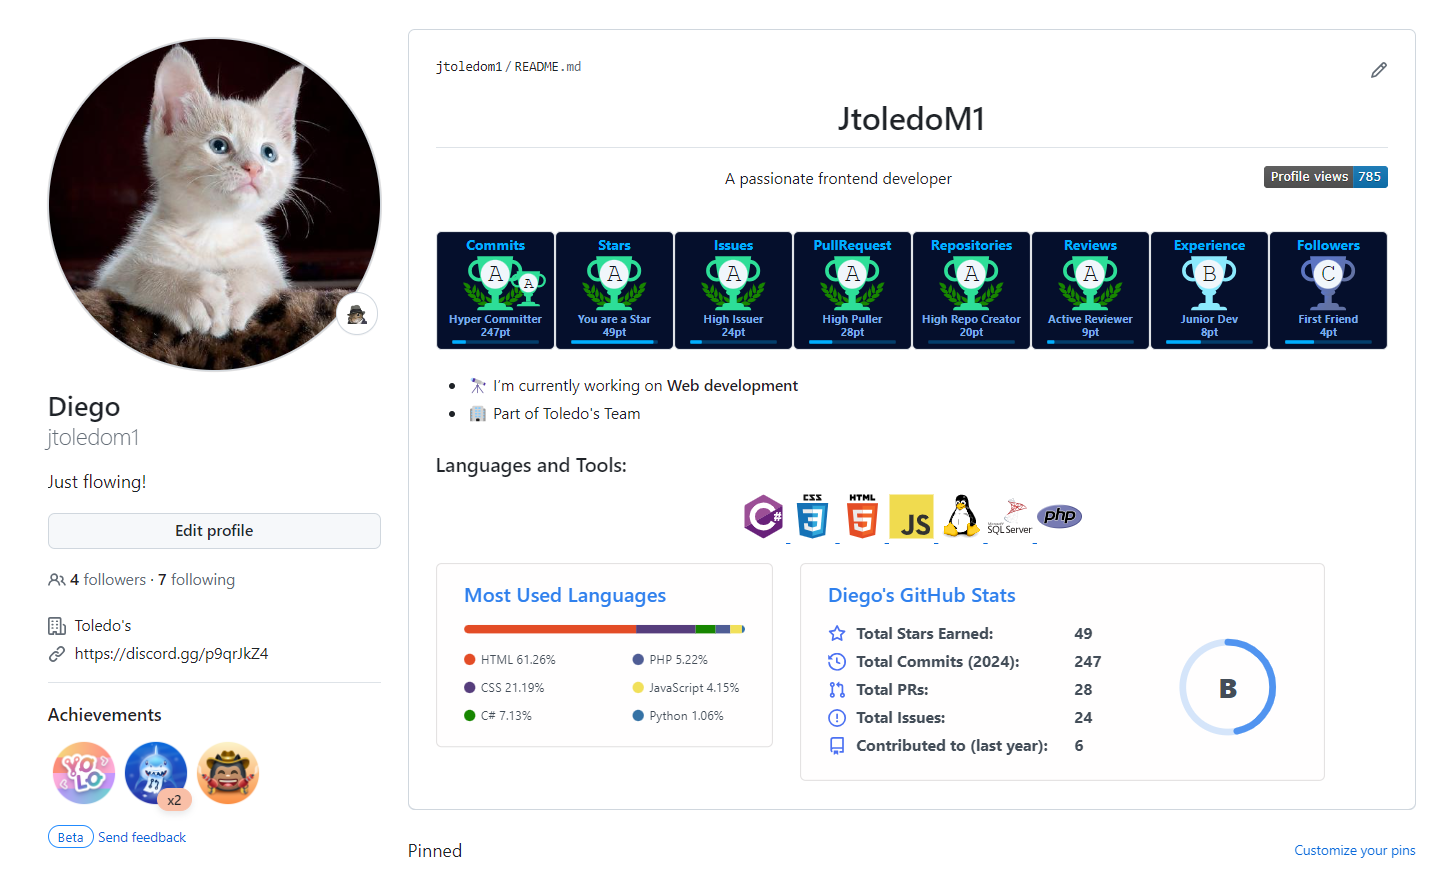 Diego
jtoledom1
Just flowing!
Edit profile
4 followers · 7 following
Toledo's
https://discord.gg/p9qrJkZ4
Achievements
YOLO
x2
Beta Send feedback
jtoledom1 / README.md
JtoledoM1
A passionate frontend developer
Profile views 785
Commits Stars Issues PullRequest Repositories Reviews Experience Followers
A A A A A A A B C
Hyper Committer You are a Star High Issuer High Puller High Repo Creator Active Reviewer Junior Dev First Friend
247pt 49pt 24pt 28pt 20pt 9pt 8pt 4pt
I'm currently working on Web development
Part of Toledo's Team
Languages and Tools:
C# CSS 3 HTML 5 JS Microsoft SQL Server php
Most Used Languages
HTML 61.26%
CSS 21.19%
C# 7.13%
PHP 5.22%
JavaScript 4.15%
Python 1.06%
Diego's GitHub Stats
Total Stars Earned: 49
Total Commits (2024): 247
Total PRs: 28
Total Issues: 24
Contributed to (last year): 6
B
Pinned
Customize your pins